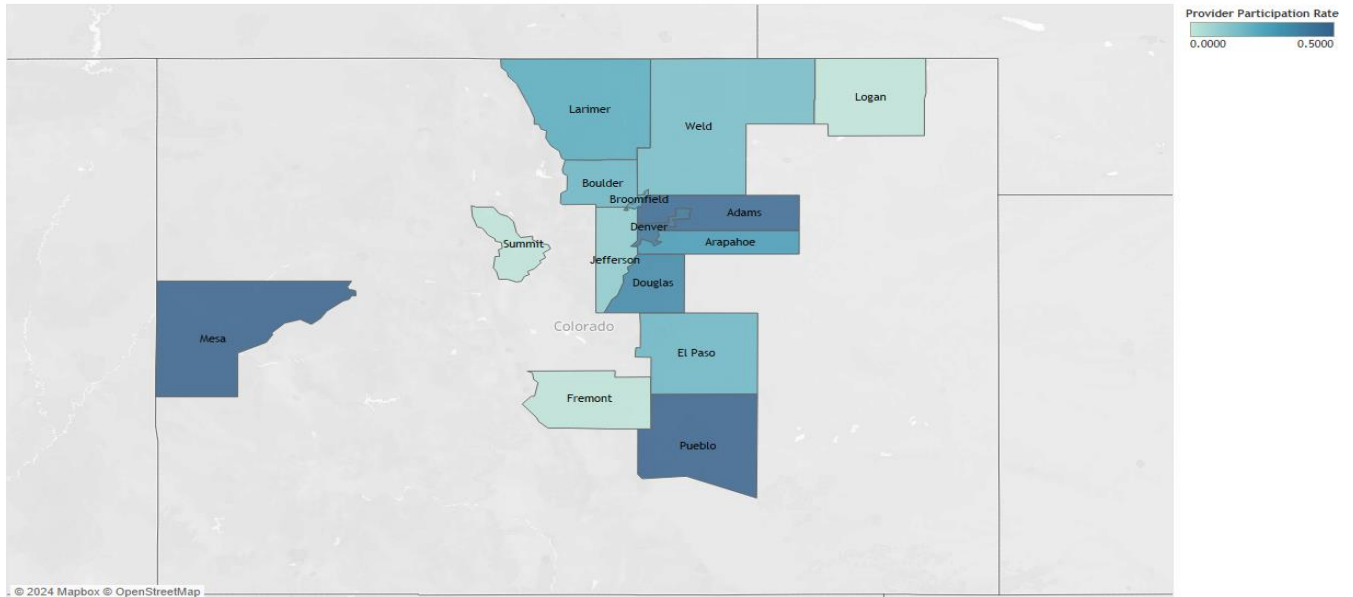 Provider Participation Rate
0.0000 0.5000
Larimer
Weld
Logan
Boulder
Broomfield
Adams
Denver
Arapahoe
Summit
Jefferson
Douglas
Colorado
Mesa
El Paso
Fremont
Pueblo
© 2024 Mapbox © OpenStreetMap